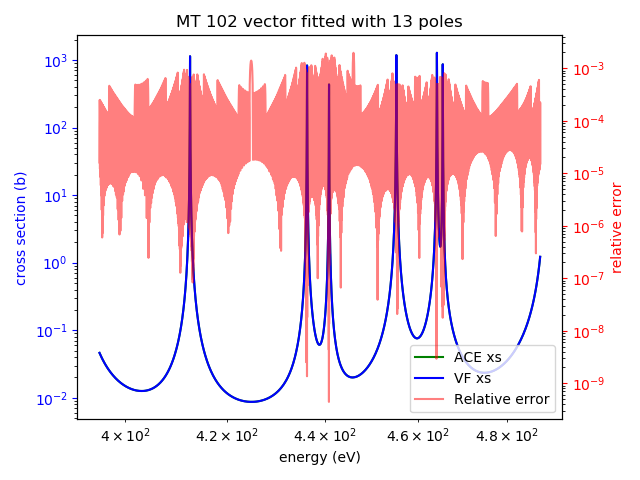 MT 102 vector fitted with 13 poles
cross section (b)
10³
10²
10¹
10⁰
10⁻¹
10⁻²
10⁻³
10⁻⁴
10⁻⁵
10⁻⁶
10⁻⁷
10⁻⁸
10⁻⁹
relative error
ACE xs
VF xs
Relative error
4 × 10² 4.2 × 10² 4.4 × 10² 4.6 × 10² 4.8 × 10²
energy (eV)